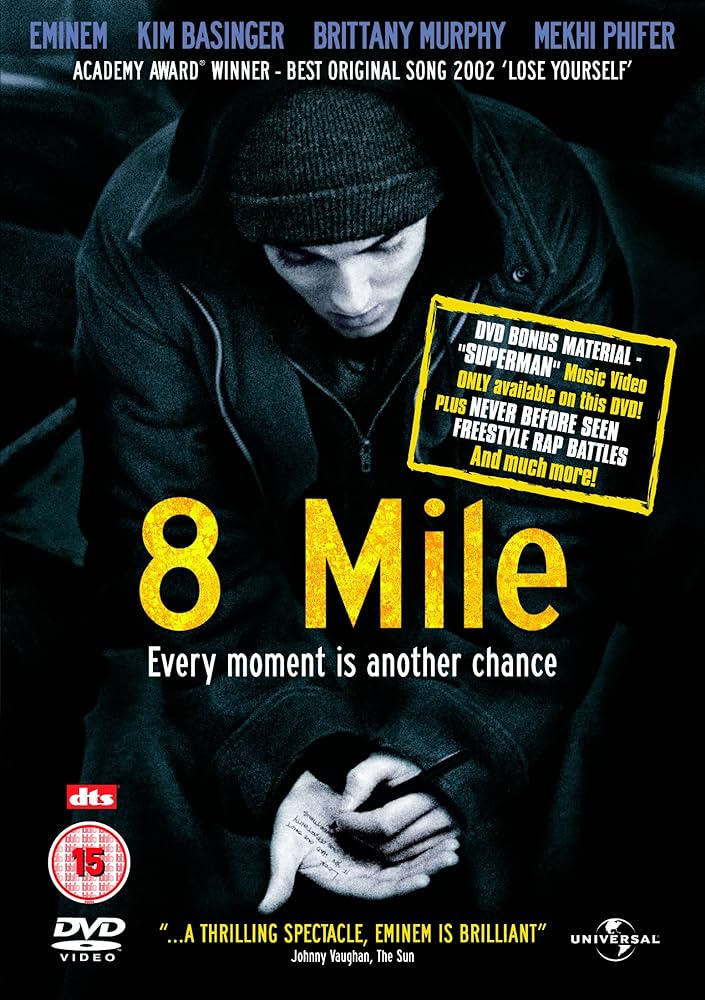 EMINEM KIM BASINGER BRITTANY MURPHY MEKHI PHIFER
ACADEMY AWARD® WINNER - BEST ORIGINAL SONG 2002 'LOSE YOURSELF'
DVD BONUS MATERIAL -
"SUPERMAN" Music Video
ONLY available on this DVD!
PLUS NEVER BEFORE SEEN
FREESTYLE RAP BATTLES
And much more!
8 Mile
Every moment is another chance
dts
15
DVD
VIDEO
"...A THRILLING SPECTACLE, EMINEM IS BRILLIANT"
Johnny Vaughan, The Sun
UNIVERSAL